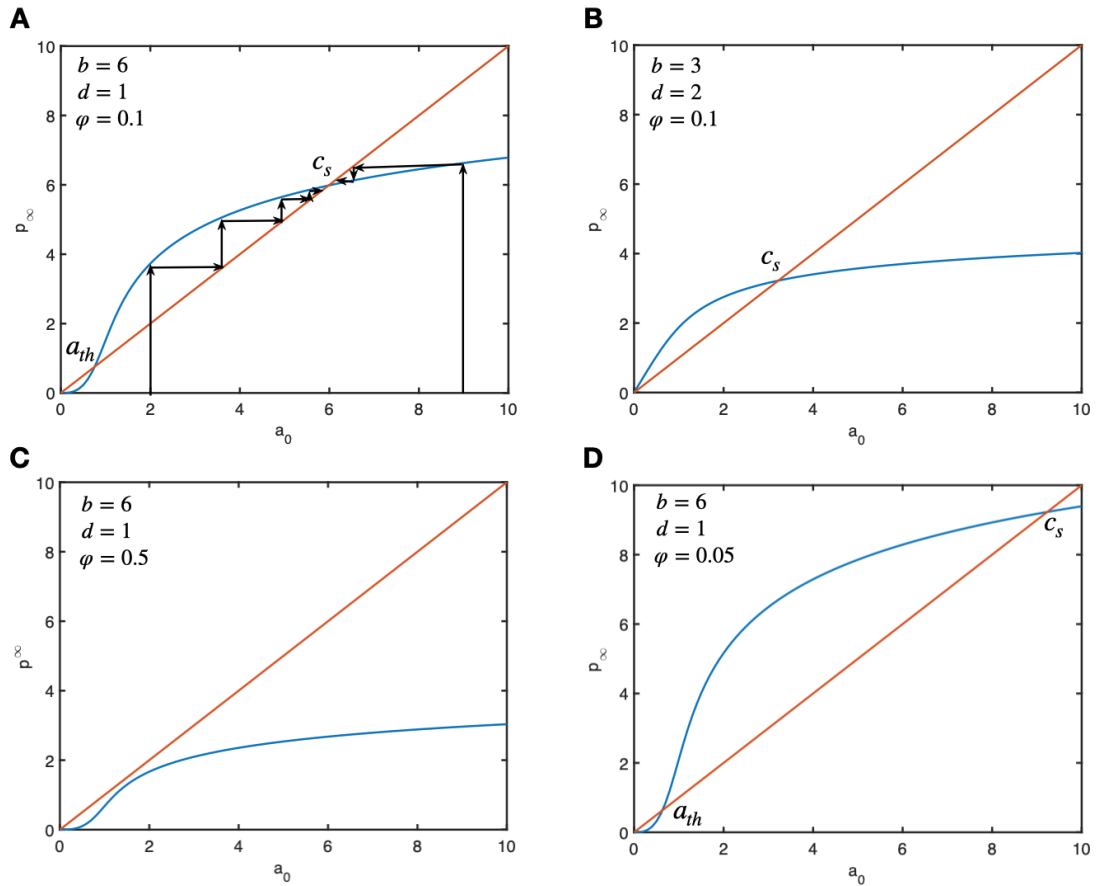 A
b = 6
d = 1
φ = 0.1
c_s
a_th
p_∞
a_0
0 2 4 6 8 10
0 2 4 6 8 10
B
b = 3
d = 2
φ = 0.1
c_s
p_∞
a_0
0 2 4 6 8 10
0 2 4 6 8 10
C
b = 6
d = 1
φ = 0.5
p^∞
a_0
0 2 4 6 8 10
0 2 4 6 8 10
D
b = 6
d = 1
φ = 0.05
c_s
a_th
p_∞
a_0
0 2 4 6 8 10
0 2 4 6 8 10